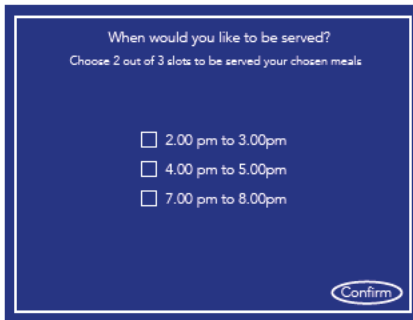 When would you like to be served?
Choose 2 out of 3 slots to be served your chosen meals
2.00 pm to 3.00pm
4.00 pm to 5.00pm
7.00 pm to 8.00pm
Confirm